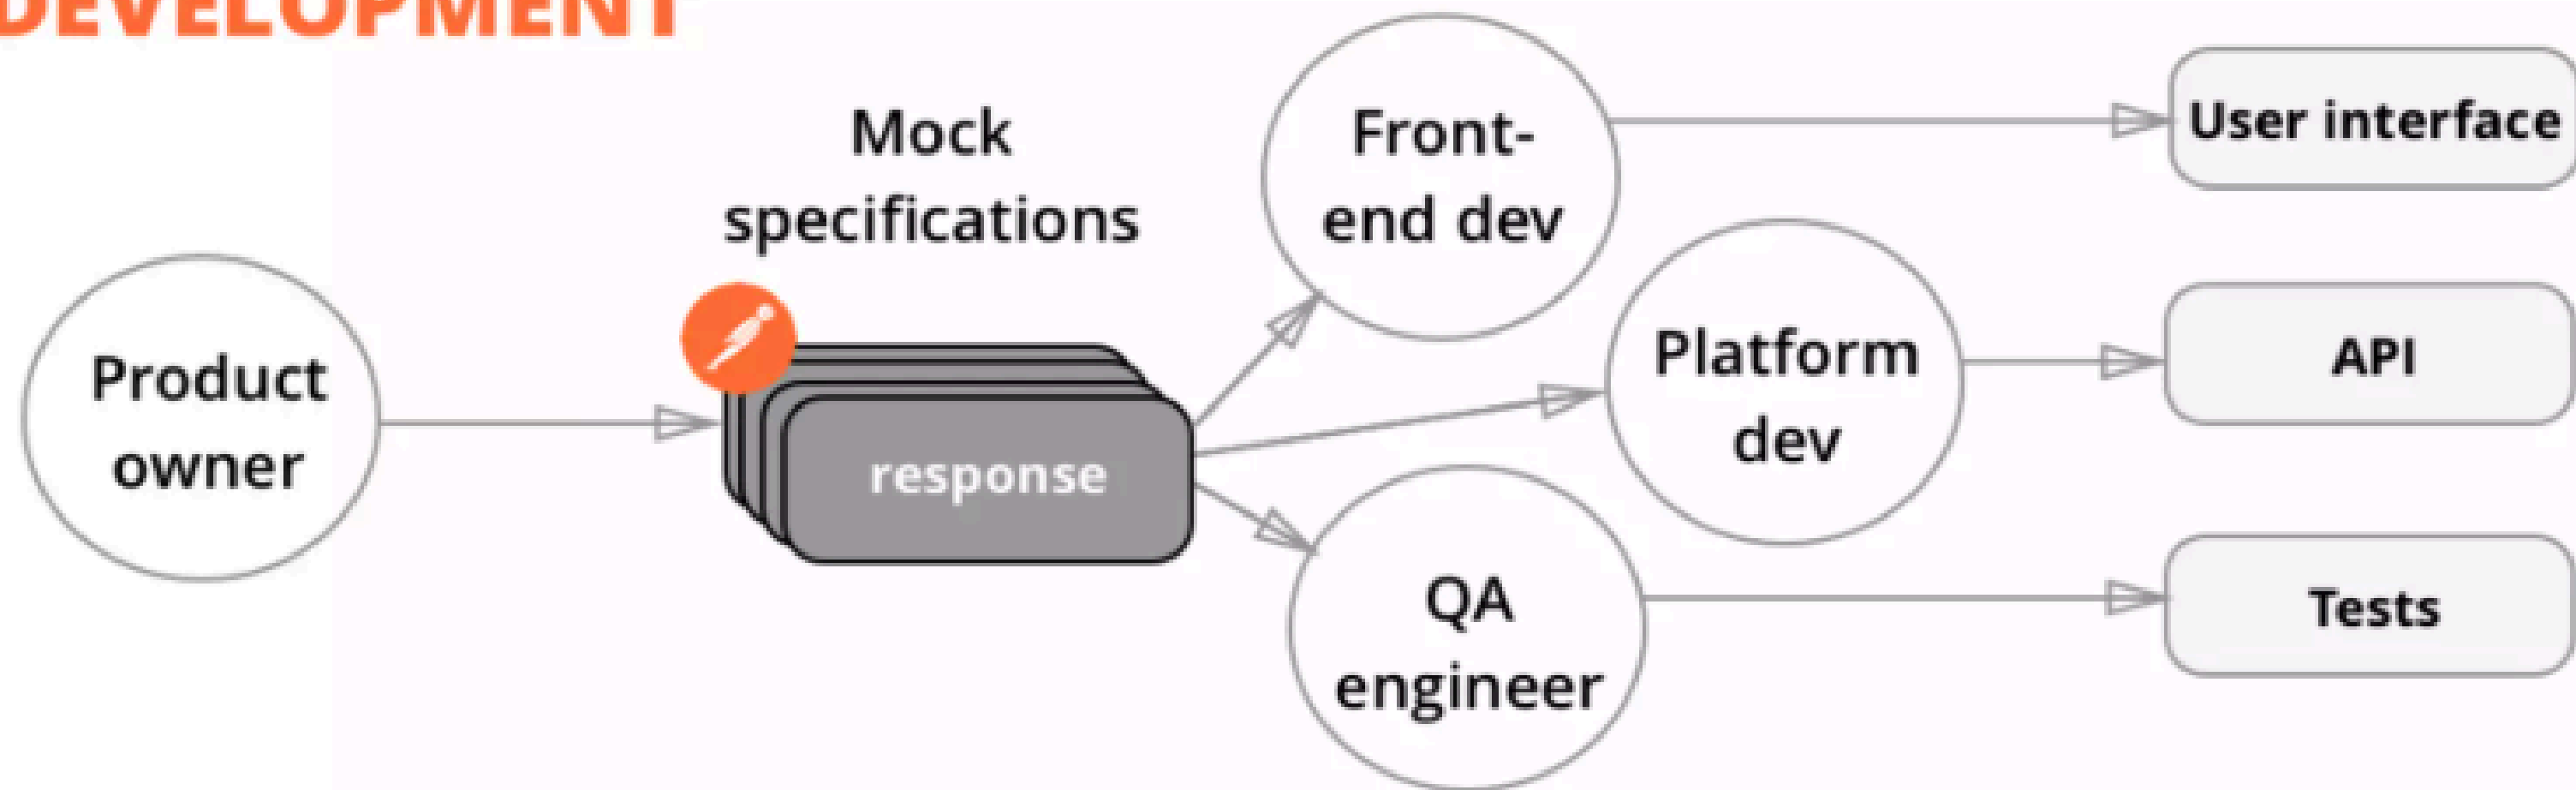 DEVELOPMENT
Mock
specifications
Front-
end dev
User interface
Product
owner
response
Platform
dev
API
QA
engineer
Tests